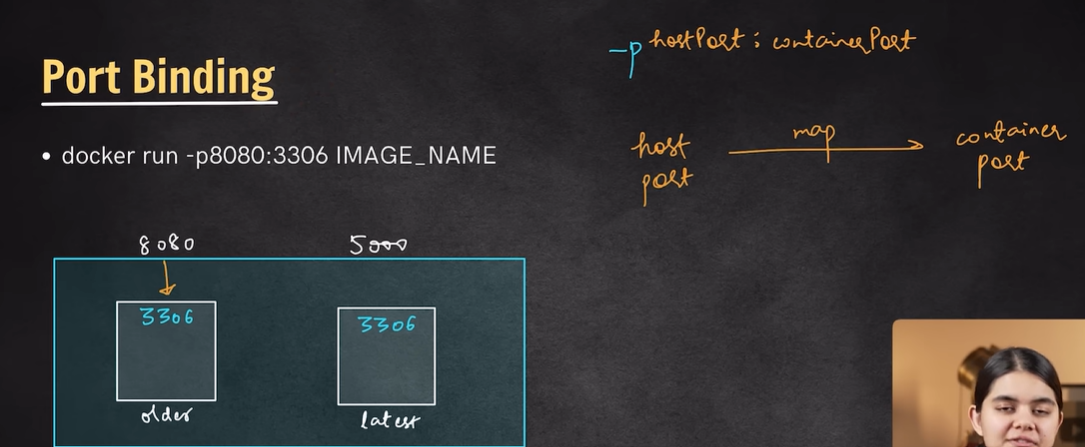 Port Binding
• docker run -p8080:3306 IMAGE_NAME
-p hostPort : containerPort
host port
map
container port
8080
5000
3306
3306
older
latest